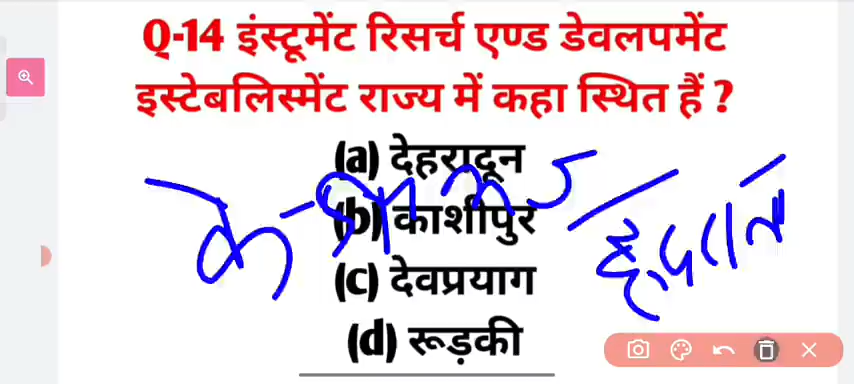 Q-14 इंस्टूमेंट रिसर्च एण्ड डेवलपमेंट
इस्टेबलिस्मेंट राज्य में कहा स्थित हैं ?
(a) देहरादून
(b) काशीपुर
(c) देवप्रयाग
(d) रूड़की